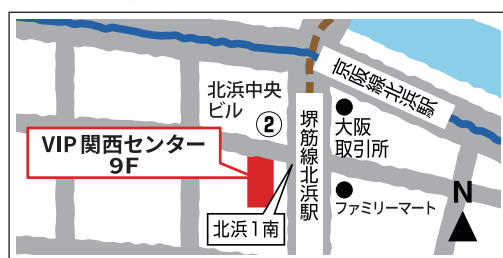 京阪線北浜駅
北浜中央
ビル
②
堺筋線北浜駅
大阪
取引所
VIP関西センター
9F
ファミリーマート
北浜1南
N